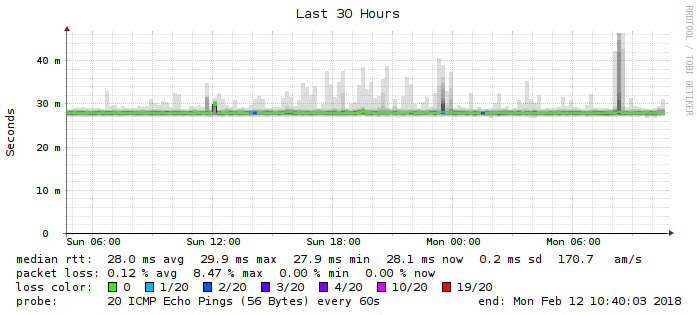 Last 30 Hours
RRDTOOL / TOBI OETIKER
Seconds
40 m
30 m
20 m
10 m
0
Sun 06:00 Sun 12:00 Sun 18:00 Mon 00:00 Mon 06:00
median rtt: 28.0 ms avg 29.9 ms max 27.9 ms min 28.1 ms now 0.2 ms sd 170.7 am/s
packet loss: 0.12 % avg 8.47 % max 0.00 % min 0.00 % now
loss color: 0 1/20 2/20 3/20 4/20 10/20 19/20
probe: 20 ICMP Echo Pings (56 Bytes) every 60s end: Mon Feb 12 10:40:03 2018